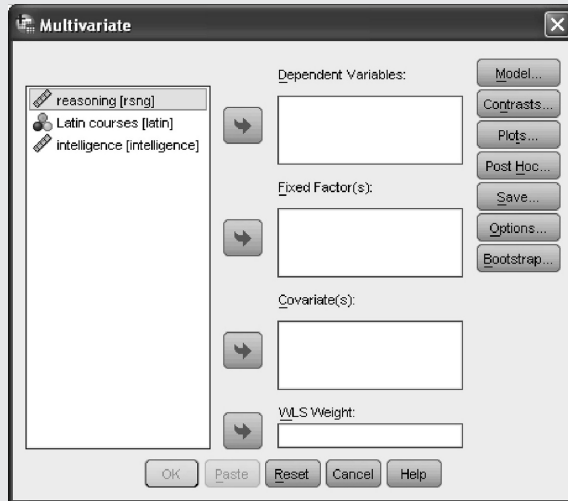 Multivariate
reasoning [rsng]
Latin courses [latin]
intelligence [intelligence]
Dependent Variables:
Fixed Factor(s):
Covariate(s):
WLS Weight:
Model...
Contrasts...
Plots...
Post Hoc...
Save...
Options...
Bootstrap...
OK
Paste
Reset
Cancel
Help